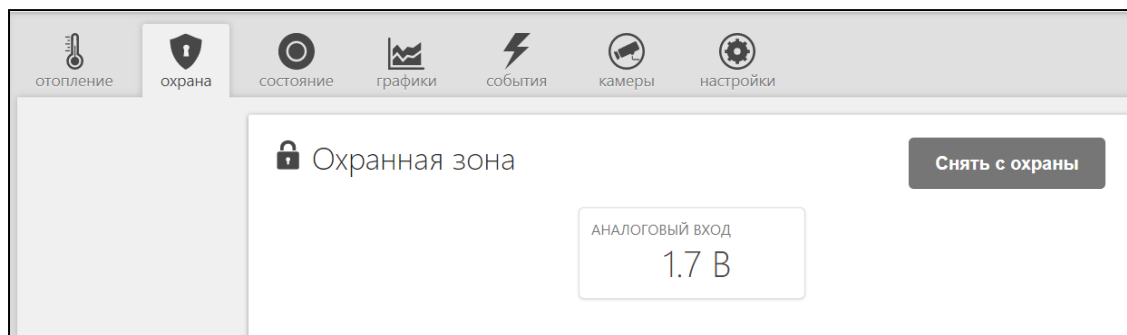 отопление охрана состояние графики события камеры настройки
Охранная зона Снять с охраны
АНАЛОГОВЫЙ ВХОД
1.7 В